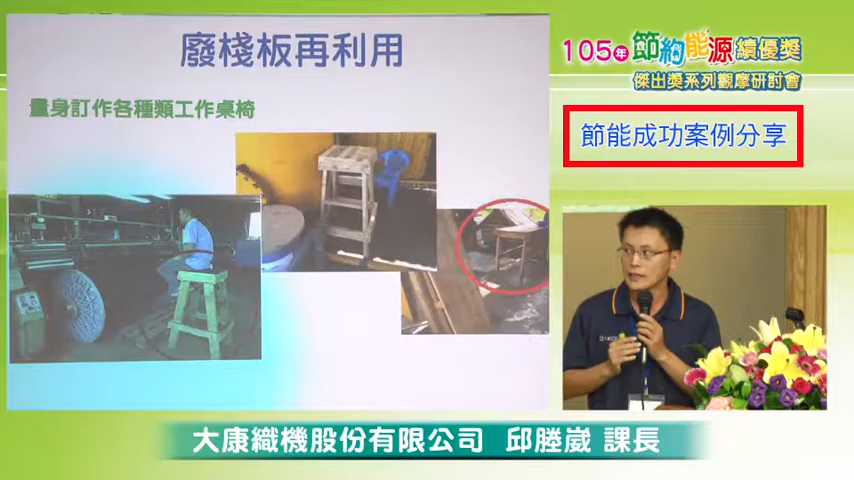 廢棧板再利用
量身訂作各種類工作桌椅
105年節約能源績優獎
傑出獎系列觀摩研討會
節能成功案例分享
大康織機股份有限公司 邱塍崴 課長